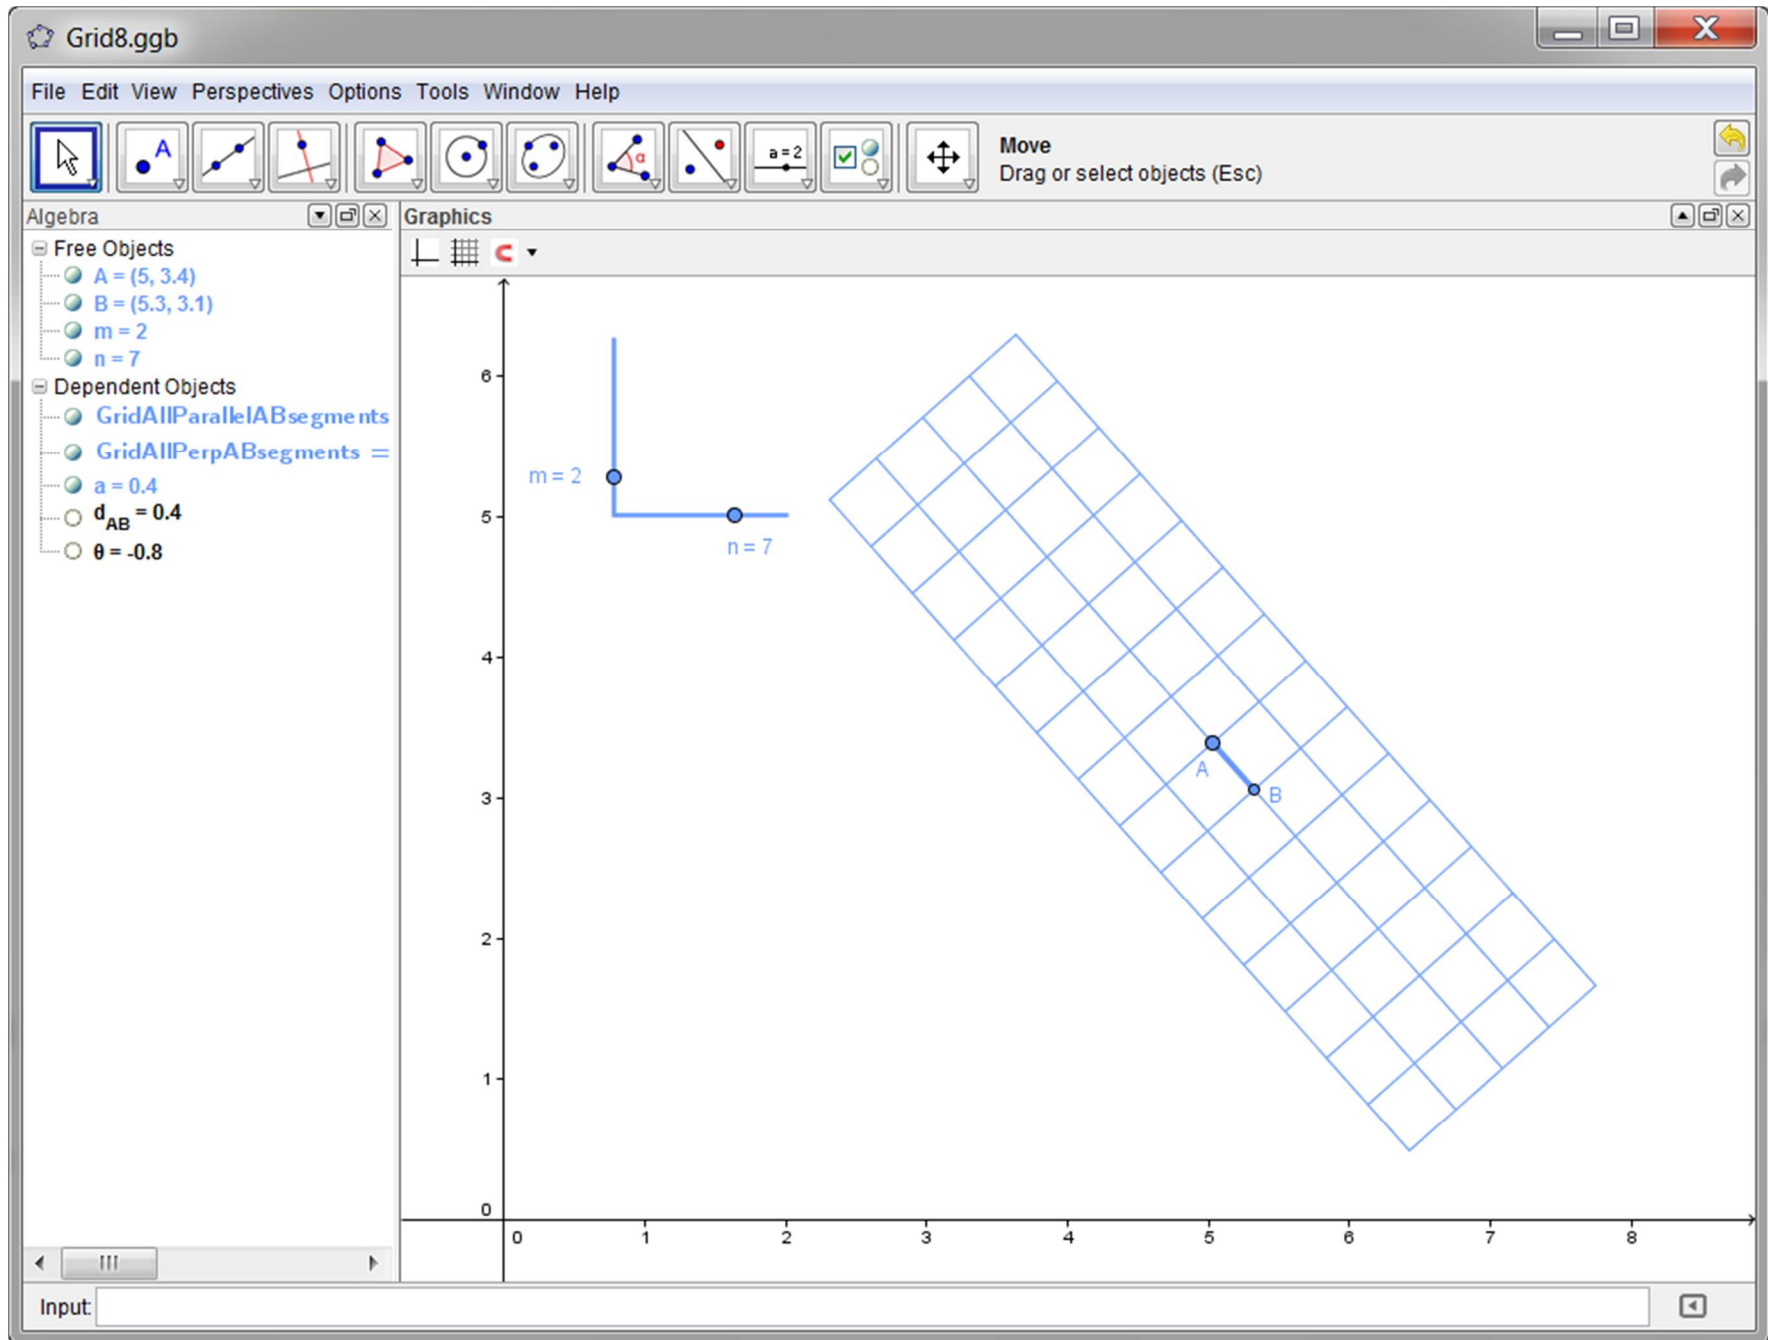 Grid8.ggb
File Edit View Perspectives Options Tools Window Help
A
α
a = 2
Move
Drag or select objects (Esc)
Algebra
Graphics
Free Objects
A = (5, 3.4)
B = (5.3, 3.1)
m = 2
n = 7
Dependent Objects
GridAllParallelABsegments
GridAllPerpABsegments =
a = 0.4
d_AB = 0.4
θ = -0.8
6
m = 2
5
n = 7
4
A
3
B
2
1
0
0 1 2 3 4 5 6 7 8
Input: